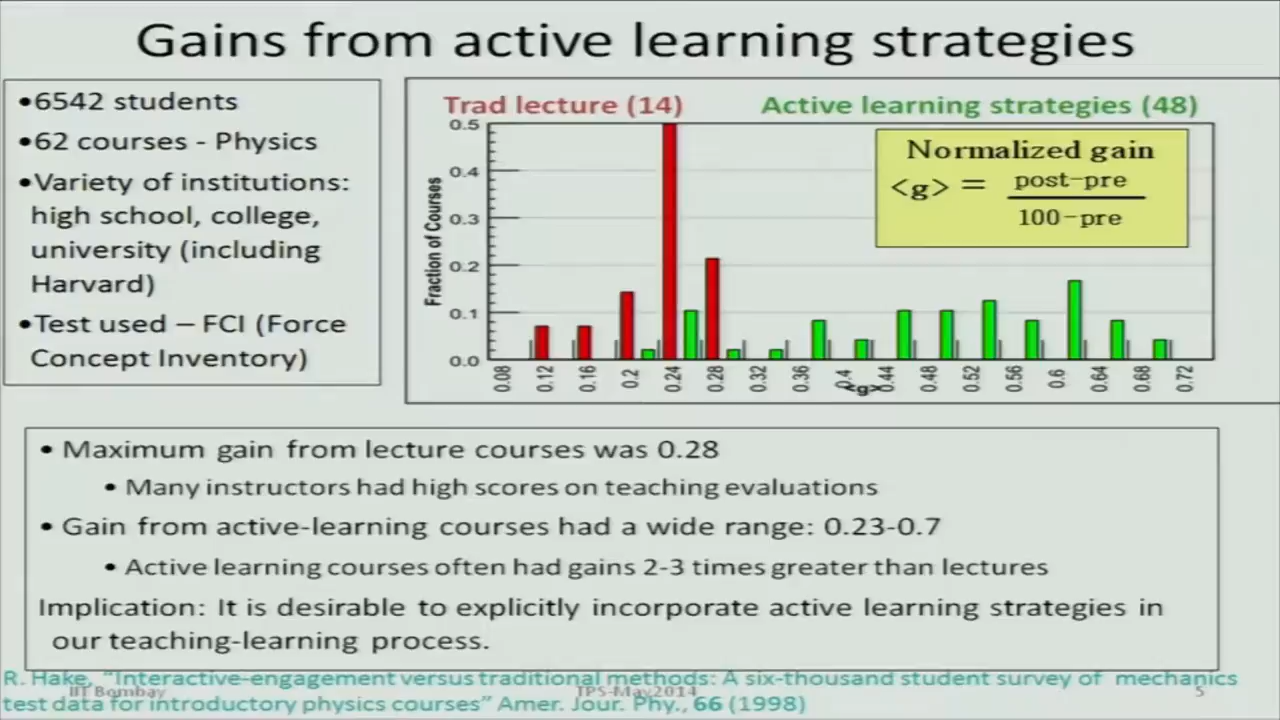 Gains from active learning strategies
•6542 students
•62 courses - Physics
•Variety of institutions:
high school, college,
university (including
Harvard)
•Test used – FCI (Force
Concept Inventory)
Trad lecture (14)
Active learning strategies (48)
Normalized gain
<g> = post-pre
100-pre
Fraction of Courses
0.5
0.4
0.3
0.2
0.1
0.0
0.08 0.12 0.16 0.2 0.24 0.28 0.32 0.36 0.4 0.44 0.48 0.52 0.56 0.6 0.64 0.68 0.72
<g>
• Maximum gain from lecture courses was 0.28
• Many instructors had high scores on teaching evaluations
• Gain from active-learning courses had a wide range: 0.23-0.7
• Active learning courses often had gains 2-3 times greater than lectures
Implication: It is desirable to explicitly incorporate active learning strategies in
our teaching-learning process.
R. Hake, "Interactive-engagement versus traditional methods: A six-thousand student survey of mechanics
IIT Bombay
TPS-May2014
5
test data for introductory physics courses" Amer. Jour. Phy., 66 (1998)